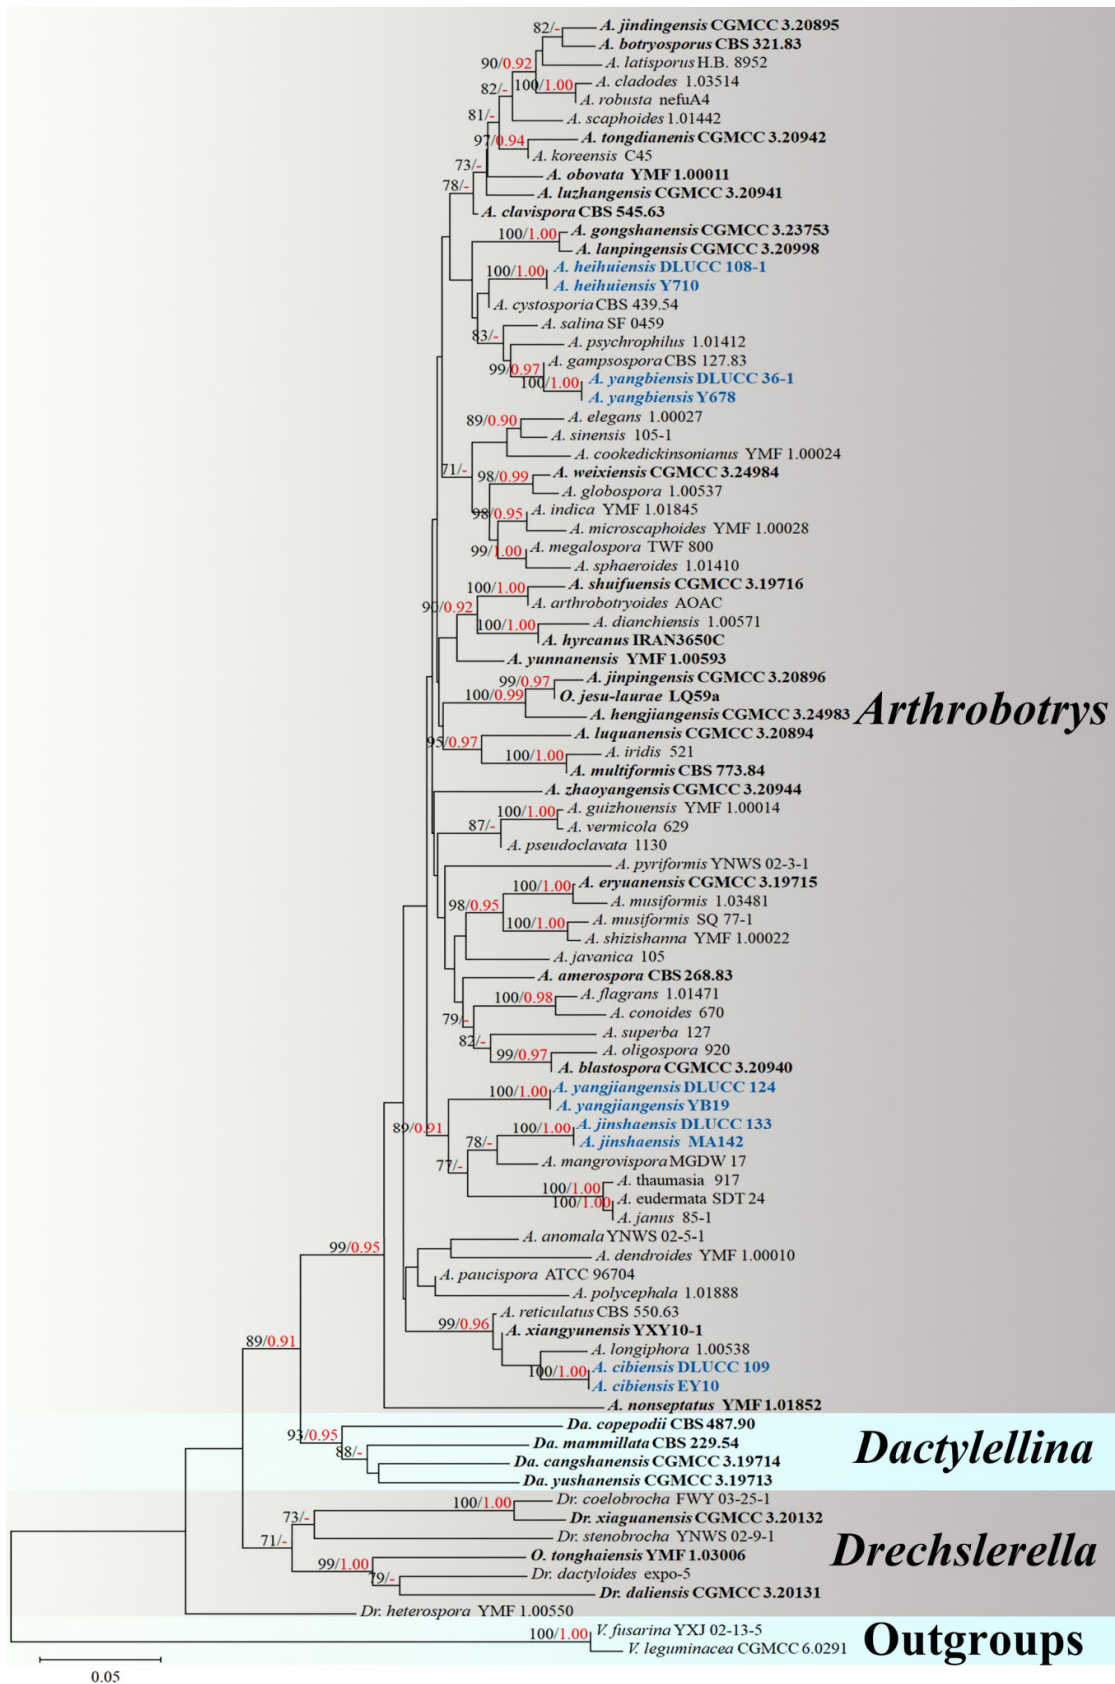 82/-
A. jindingensis CGMCC 3.20895
A. botryosporus CBS 321.83
90/0.92
A. latisporus H.B. 8952
100/1.00
A. cladodes 1.03514
82/-
A. robusta nefuA4
81/-
A. scaphoides 1.01442
97/0.94
A. tongdianenis CGMCC 3.20942
A. koreensis C45
73/-
A. obovata YMF 1.00011
78/-
A. luzhangensis CGMCC 3.20941
A. clavispora CBS 545.63
100/1.00
A. gongshanensis CGMCC 3.23753
A. lanpingensis CGMCC 3.20998
100/1.00
A. heihuiensis DLUCC 108-1
A. heihuiensis Y710
A. cystosporia CBS 439.54
83/-
A. salina SF 0459
A. psychrophilus 1.01412
99/0.97
A. gampsospora CBS 127.83
100/1.00
A. yangbiensis DLUCC 36-1
A. yangbiensis Y678
89/0.90
A. elegans 1.00027
A. sinensis 105-1
A. cookedickinsonianus YMF 1.00024
71/-
98/0.99
A. weixiensis CGMCC 3.24984
A. globospora 1.00537
98/0.95
A. indica YMF 1.01845
A. microscaphoides YMF 1.00028
99/1.00
A. megalospora TWF 800
A. sphaeroides 1.01410
100/1.00
A. shuifuensis CGMCC 3.19716
90/0.92
A. arthrobotryoides AOAC
100/1.00
A. dianchiensis 1.00571
A. hyrcanus IRAN3650C
A. yunnanensis YMF 1.00593
99/0.97
A. jinpingensis CGMCC 3.20896
100/0.99
O. jesu-laurae LQ59a
A. hengjiangensis CGMCC 3.24983
Arthrobotrys
95/0.97
A. luquanensis CGMCC 3.20894
100/1.00
A. iridis 521
A. multiformis CBS 773.84
A. zhaoyangensis CGMCC 3.20944
100/1.00
A. guizhouensis YMF 1.00014
87/-
A. vermicola 629
A. pseudoclavata 1130
A. pyriformis YNWS 02-3-1
100/1.00
A. eryuanensis CGMCC 3.19715
98/0.95
A. musiformis 1.03481
100/1.00
A. musiformis SQ 77-1
A. shizishanna YMF 1.00022
A. javanica 105
A. amerospora CBS 268.83
100/0.98
A. flagrans 1.01471
79/-
A. conoides 670
82/-
A. superba 127
99/0.97
A. oligospora 920
A. blastospora CGMCC 3.20940
100/1.00
A. yangjiangensis DLUCC 124
A. yangjiangensis YB19
89/0.91
100/1.00
A. jinshaensis DLUCC 133
78/-
A. jinshaensis MA142
77/-
A. mangrovispora MGDW 17
100/1.00
A. thaumasia 917
100/1.00
A. eudermata SDT 24
A. janus 85-1
99/0.95
A. anomala YNWS 02-5-1
A. dendroides YMF 1.00010
A. paucispora ATCC 96704
A. polycephala 1.01888
99/0.96
A. reticulatus CBS 550.63
A. xiangyunensis YXY10-1
89/0.91
A. longiphora 1.00538
100/1.00
A. cibiensis DLUCC 109
A. cibiensis EY10
A. nonseptatus YMF 1.01852
93/0.95
Da. copepodii CBS 487.90
88/-
Da. mammillata CBS 229.54
Dactylellina
Da. cangshanensis CGMCC 3.19714
Da. yushanensis CGMCC 3.19713
100/1.00
Dr. coelobrocha FWY 03-25-1
73/-
Dr. xiaguanensis CGMCC 3.20132
71/-
Dr. stenobrocha YNWS 02-9-1
Drechslerella
99/1.00
O. tonghaiensis YMF 1.03006
79/-
Dr. dactyloides expo-5
Dr. daliensis CGMCC 3.20131
Dr. heterospora YMF 1.00550
100/1.00
V. fusarina YXJ 02-13-5
Outgroups
V. leguminacea CGMCC 6.0291
0.05